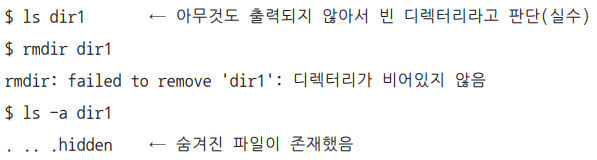 $ ls dir1 ← 아무것도 출력되지 않아서 빈 디렉터리라고 판단(실수)
$ rmdir dir1
rmdir: failed to remove 'dir1': 디렉터리가 비어있지 않음
$ ls -a dir1
. .. .hidden ← 숨겨진 파일이 존재했음